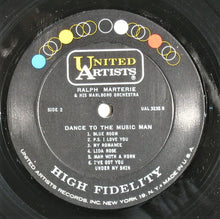 UNITED
ARTISTS
RALPH MARTERIE
& HIS MARLBORO ORCHESTRA
SIDE 2
UAL 3235 B
DANCE TO THE MUSIC MAN
1. BLUE ROOM
2. P.S. I LOVE YOU
3. MY ROMANCE
4. LIDA ROSE
5. MAN WITH A HORN
6. I'VE GOT YOU
UNDER MY SKIN
HIGH FIDELITY
UNITED ARTISTS RECORDS, INC. NEW YORK 19, N.Y. • MADE IN U.S.A.